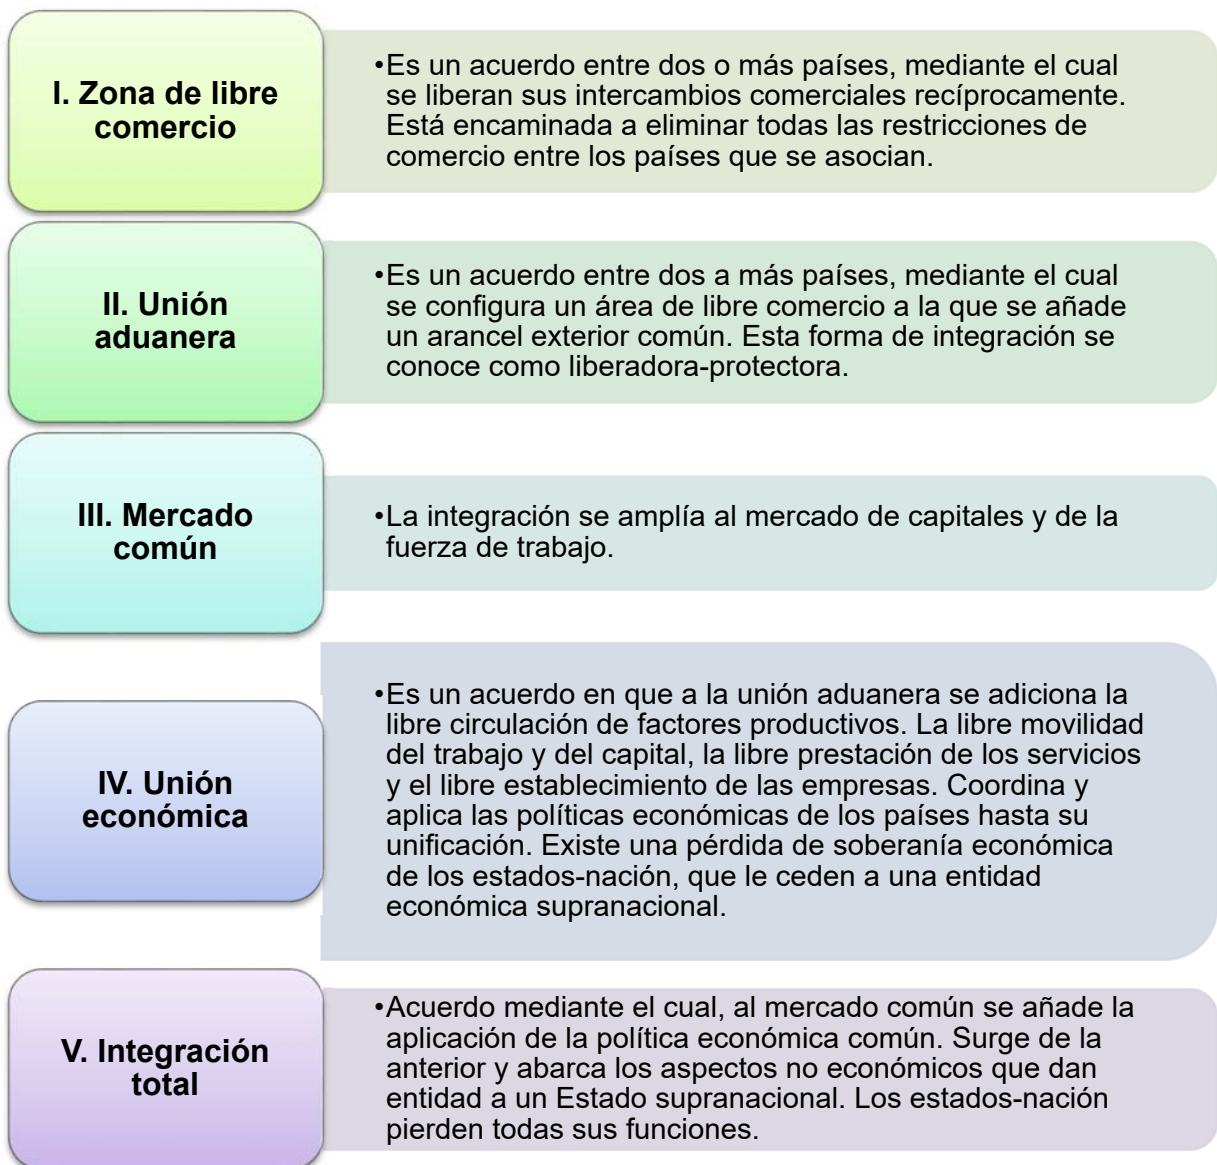 I. Zona de libre
comercio
•Es un acuerdo entre dos o más países, mediante el cual
se liberan sus intercambios comerciales recíprocamente.
Está encaminada a eliminar todas las restricciones de
comercio entre los países que se asocian.
II. Unión
aduanera
•Es un acuerdo entre dos a más países, mediante el cual
se configura un área de libre comercio a la que se añade
un arancel exterior común. Esta forma de integración se
conoce como liberadora-protectora.
III. Mercado
común
•La integración se amplía al mercado de capitales y de la
fuerza de trabajo.
IV. Unión
económica
•Es un acuerdo en que a la unión aduanera se adiciona la
libre circulación de factores productivos. La libre movilidad
del trabajo y del capital, la libre prestación de los servicios
y el libre establecimiento de las empresas. Coordina y
aplica las políticas económicas de los países hasta su
unificación. Existe una pérdida de soberanía económica
de los estados-nación, que le ceden a una entidad
económica supranacional.
V. Integración
total
•Acuerdo mediante el cual, al mercado común se añade la
aplicación de la política económica común. Surge de la
anterior y abarca los aspectos no económicos que dan
entidad a un Estado supranacional. Los estados-nación
pierden todas sus funciones.